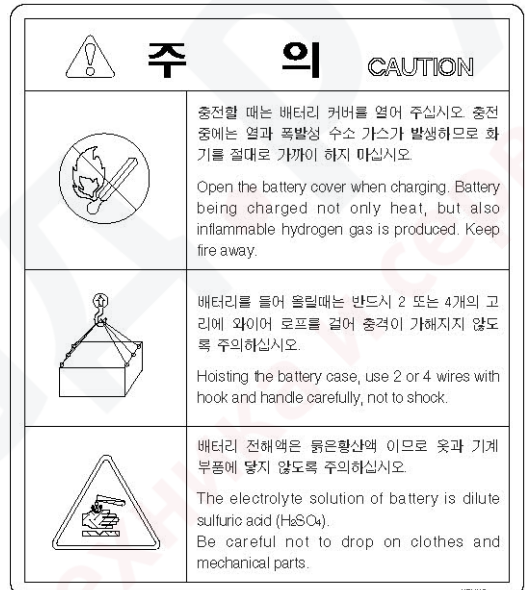 주 의 CAUTION
충전할 때는 배터리 커버를 열어 주십시오. 충전
중에는 열과 폭발성 수소 가스가 발생하므로 화
기를 절대로 가까이 하지 마십시오.
Open the battery cover when charging. Battery
being charged not only heat, but also
inflammable hydrogen gas is produced. Keep
fire away.
배터리를 들어 올릴때는 반드시 2 또는 4개의 고
리에 와이어 로프를 걸어 충격이 가해지지 않도
록 주의하십시오.
Hoisting the battery case, use 2 or 4 wires with
hook and handle carefully, not to shock.
배터리 전해액은 묽은황산액 이므로 옷과 기계
부품에 닿지 않도록 주의하십시오.
The electrolyte solution of battery is dilute
sulfuric acid (H₂SO₄).
Be careful not to drop on clothes and
mechanical parts.